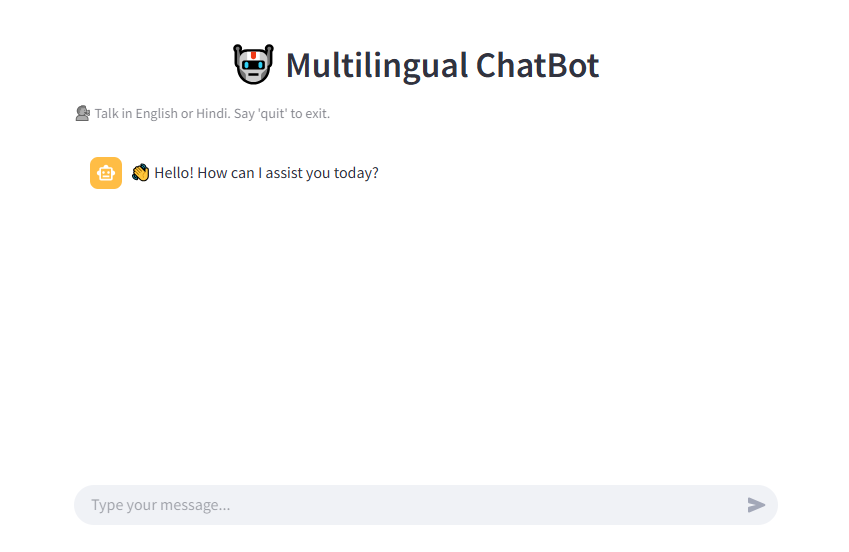 Multilingual ChatBot
Talk in English or Hindi. Say 'quit' to exit.
Hello! How can I assist you today?
Type your message...